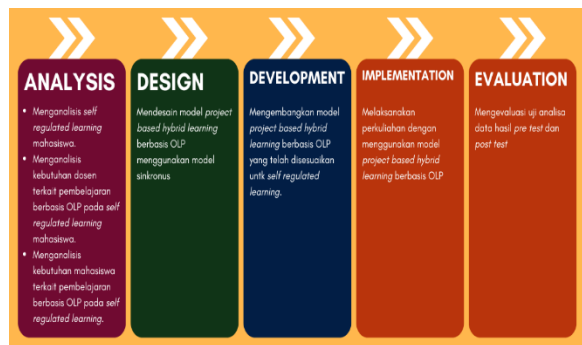 ANALYSIS
• Menganalisis self
regulated learning
mahasiswa.
• Menganalisis
kebutuhan dosen
terkait pembelajaran
berbasis OLP pada self
regulated learning
mahasiswa.
• Menganalisis
kebutuhan mahasiswa
terkait pembelajaran
berbasis OLP pada self
regulated learning.
DESIGN
Mendesain model project
based hybrid learning
berbasis OLP
menggunakan model
sinkronus
DEVELOPMENT
Mengembangkan model
project based hybrid
learning berbasis OLP
yang telah disesuaikan
untk self regulated
learning.
IMPLEMENTATION
Melaksanakan
perkuliahan dengan
menggunakan model
project based hybrid
learning berbasis OLP
EVALUATION
Mengevaluasi uji analisa
data hasil pre test dan
post test